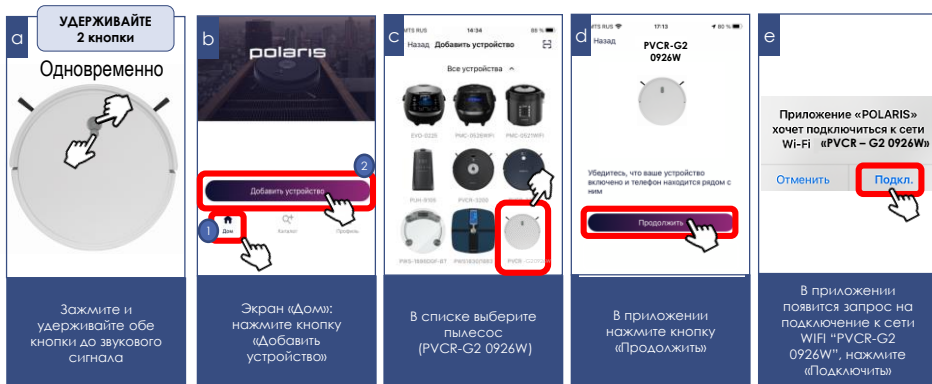 a
УДЕРЖИВАЙТЕ
2 кнопки
Одновременно
Зажмите и
удерживайте обе
кнопки до звукового
сигнала
b
polaris
2
Добавить устройство
1
Дом
Каталог
Профиль
Экран «Дом»:
нажмите кнопку
«Добавить
устройство»
c
MTS RUS 14:34 88 %
Назад Добавить устройство
Все устройства
EVO-0225 PMC-0526WIFI PMC-0521WIFI
PUH-9105 PVCR-3200
PVCR
В списке выберите
пылесос
(PVCR-G2 0926W)
d
MTS RUS 17:13 80 %
Назад
PVCR-G2
0926W
Убедитесь, что ваше устройство
включено и телефон находится рядом с
ним
Продолжить
В приложении
нажмите кнопку
«Продолжить»
e
Приложение «POLARIS»
хочет подключиться к сети
Wi-Fi «PVCR – G2 0926W»
Отменить Подкл.
В приложении
появится запрос на
подключение к сети
WIFI “PVCR-G2
0926W”, нажмите
«Подключить»